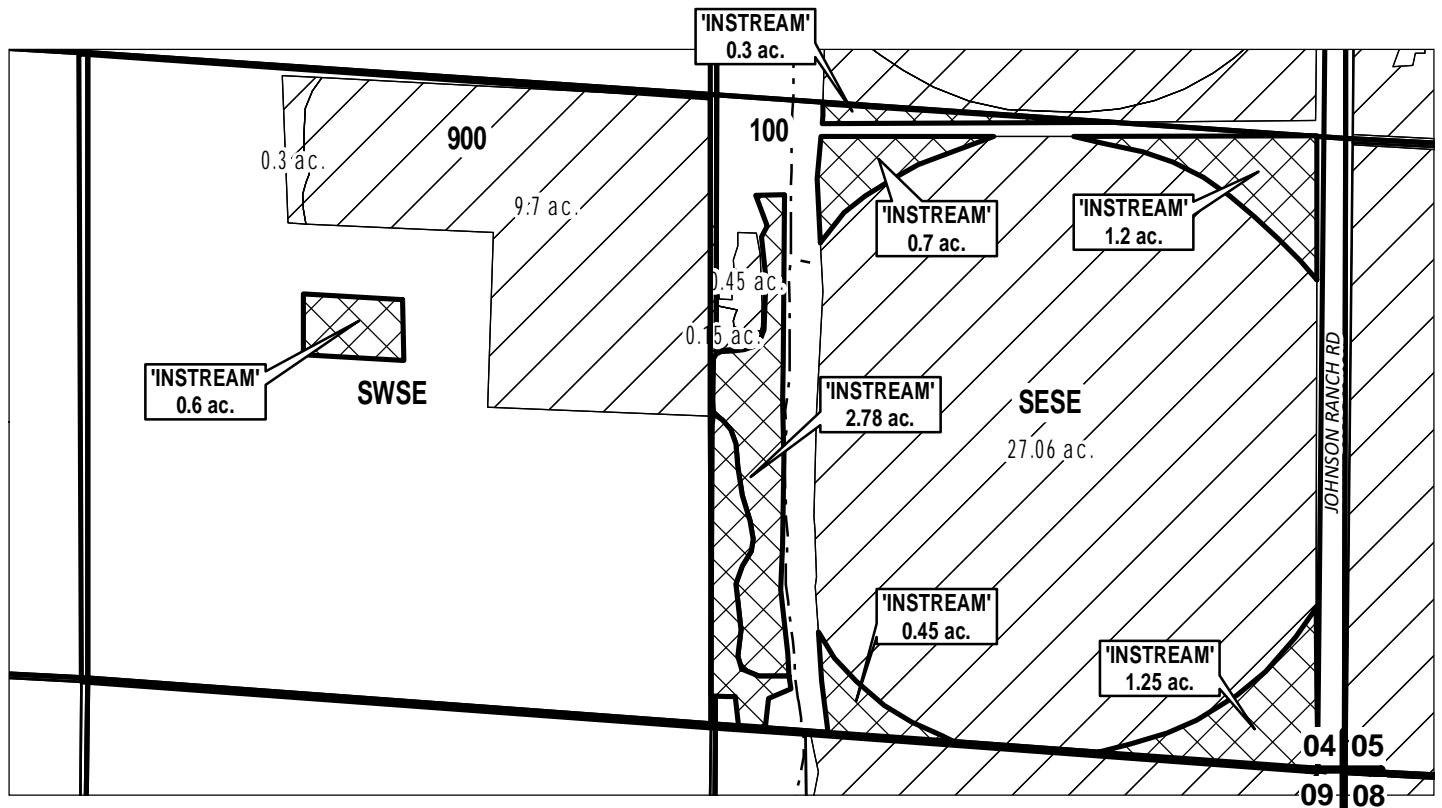 'INSTREAM'
0.3 ac.
900
100
0.3 ac.
9.7 ac.
'INSTREAM'
0.7 ac.
'INSTREAM'
1.2 ac.
0.45 ac.
0.15 ac.
'INSTREAM'
0.6 ac.
SWSE
'INSTREAM'
2.78 ac.
SESE
27.06 ac.
JOHNSON RANCH RD
'INSTREAM'
0.45 ac.
'INSTREAM'
1.25 ac.
04 05
09 08